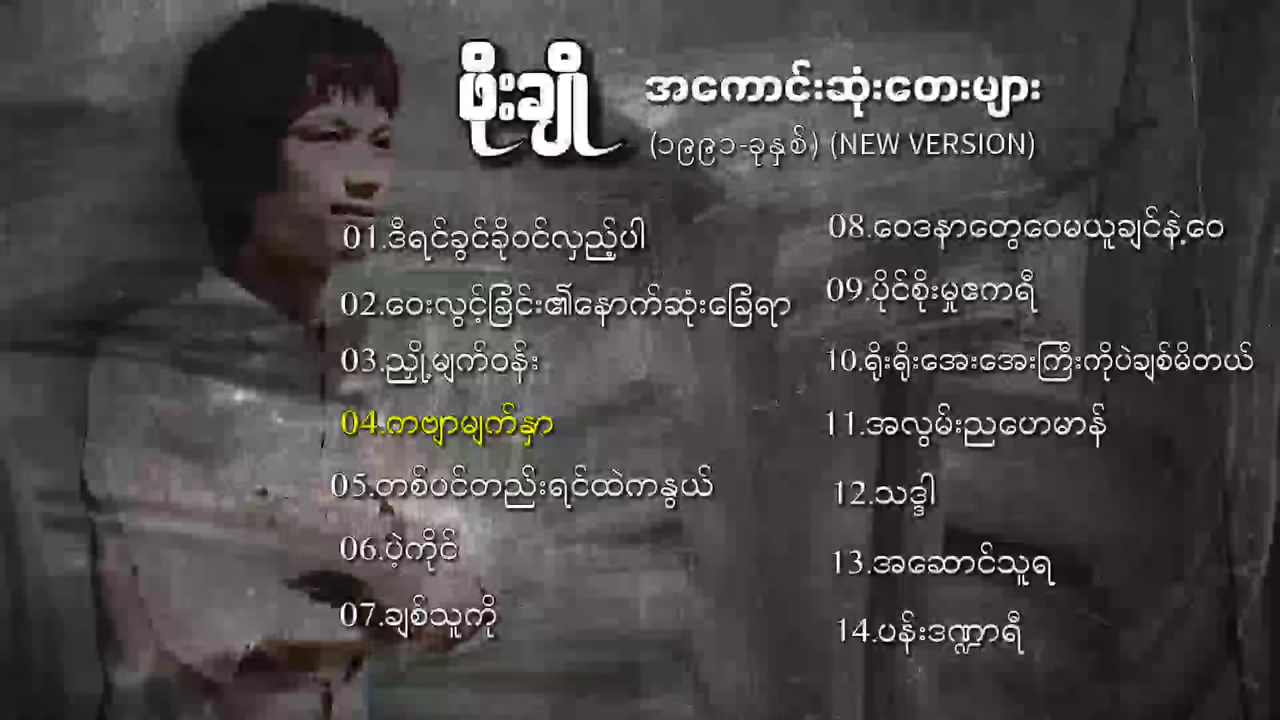 ဖိုးချို
အကောင်းဆုံးတေးများ
(၁၉၉၁-ခုနှစ်) (NEW VERSION)
01.ဒီရင်ခွင်ခိုဝင်လှည့်ပါ
02.ဝေးလွင့်ခြင်း၏နောက်ဆုံးခြေရာ
03.ညှို့မျက်ဝန်း
04.ကဗျာမျက်နှာ
05.တစ်ပင်တည်းရင်ထဲကနွယ်
06.ပွဲကိုင်
07.ချစ်သူကို
08.ဝေဒနာတွေဝေမယူချင်နဲ့ဝေ
09.ပိုင်စိုးမှုဧကရီ
10.ရိုးရိုးအေးအေးကြီးကိုပဲချစ်မိတယ်
11.အလွမ်းညဟေမာန်
12.သဒ္ဒါ
13.အဆောင်သူရ
14.ပန်းဒဏ္ဍာရီ